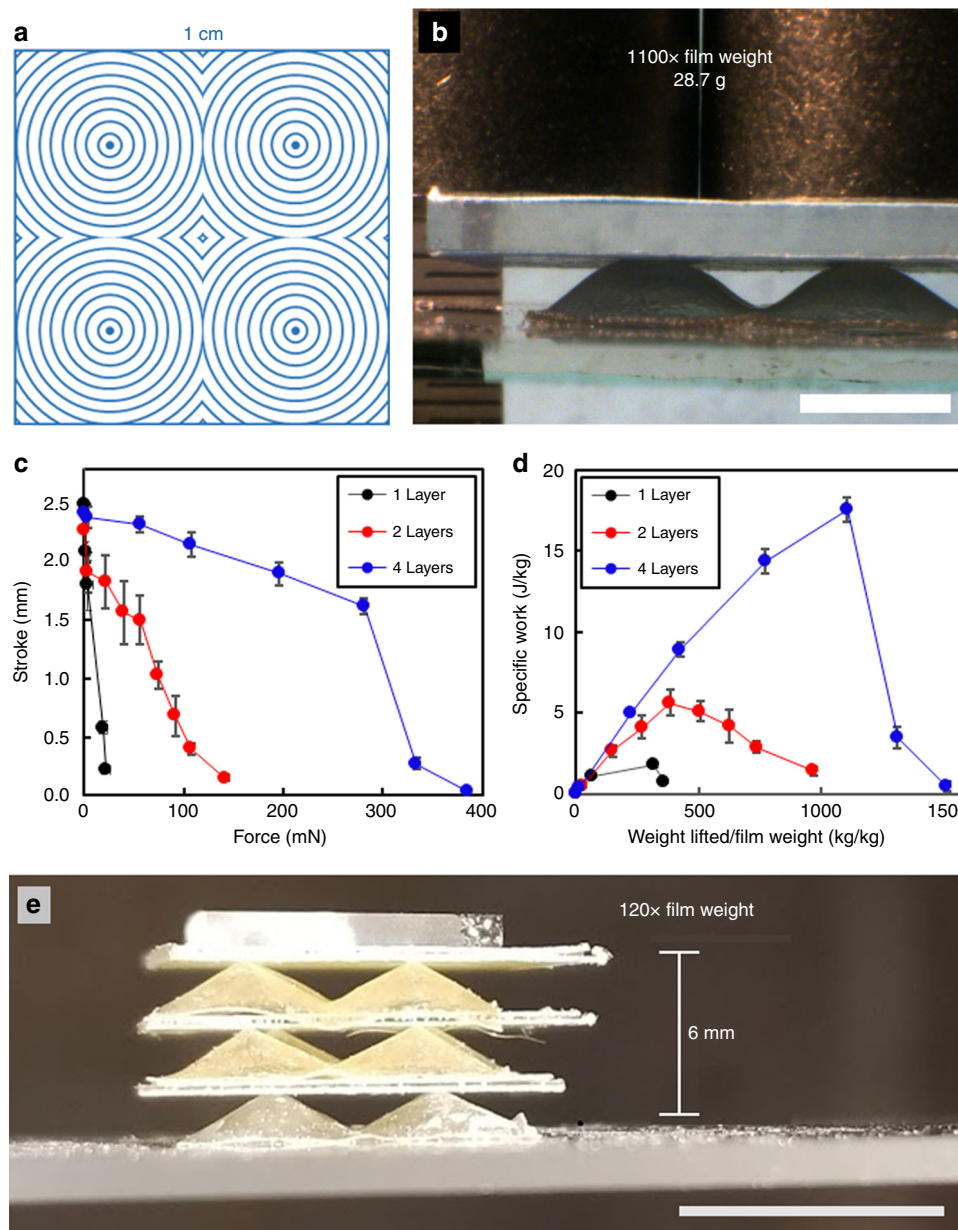 a
1 cm
b
1100× film weight
28.7 g
c
2.5
2.0
1.5
1.0
0.5
0.0
0
100
200
300
400
Stroke (mm)
Force (mN)
1 Layer
2 Layers
4 Layers
d
20
15
10
5
0
0
500
1000
150
Specific work (J/kg)
Weight lifted/film weight (kg/kg)
1 Layer
2 Layers
4 Layers
e
120× film weight
6 mm